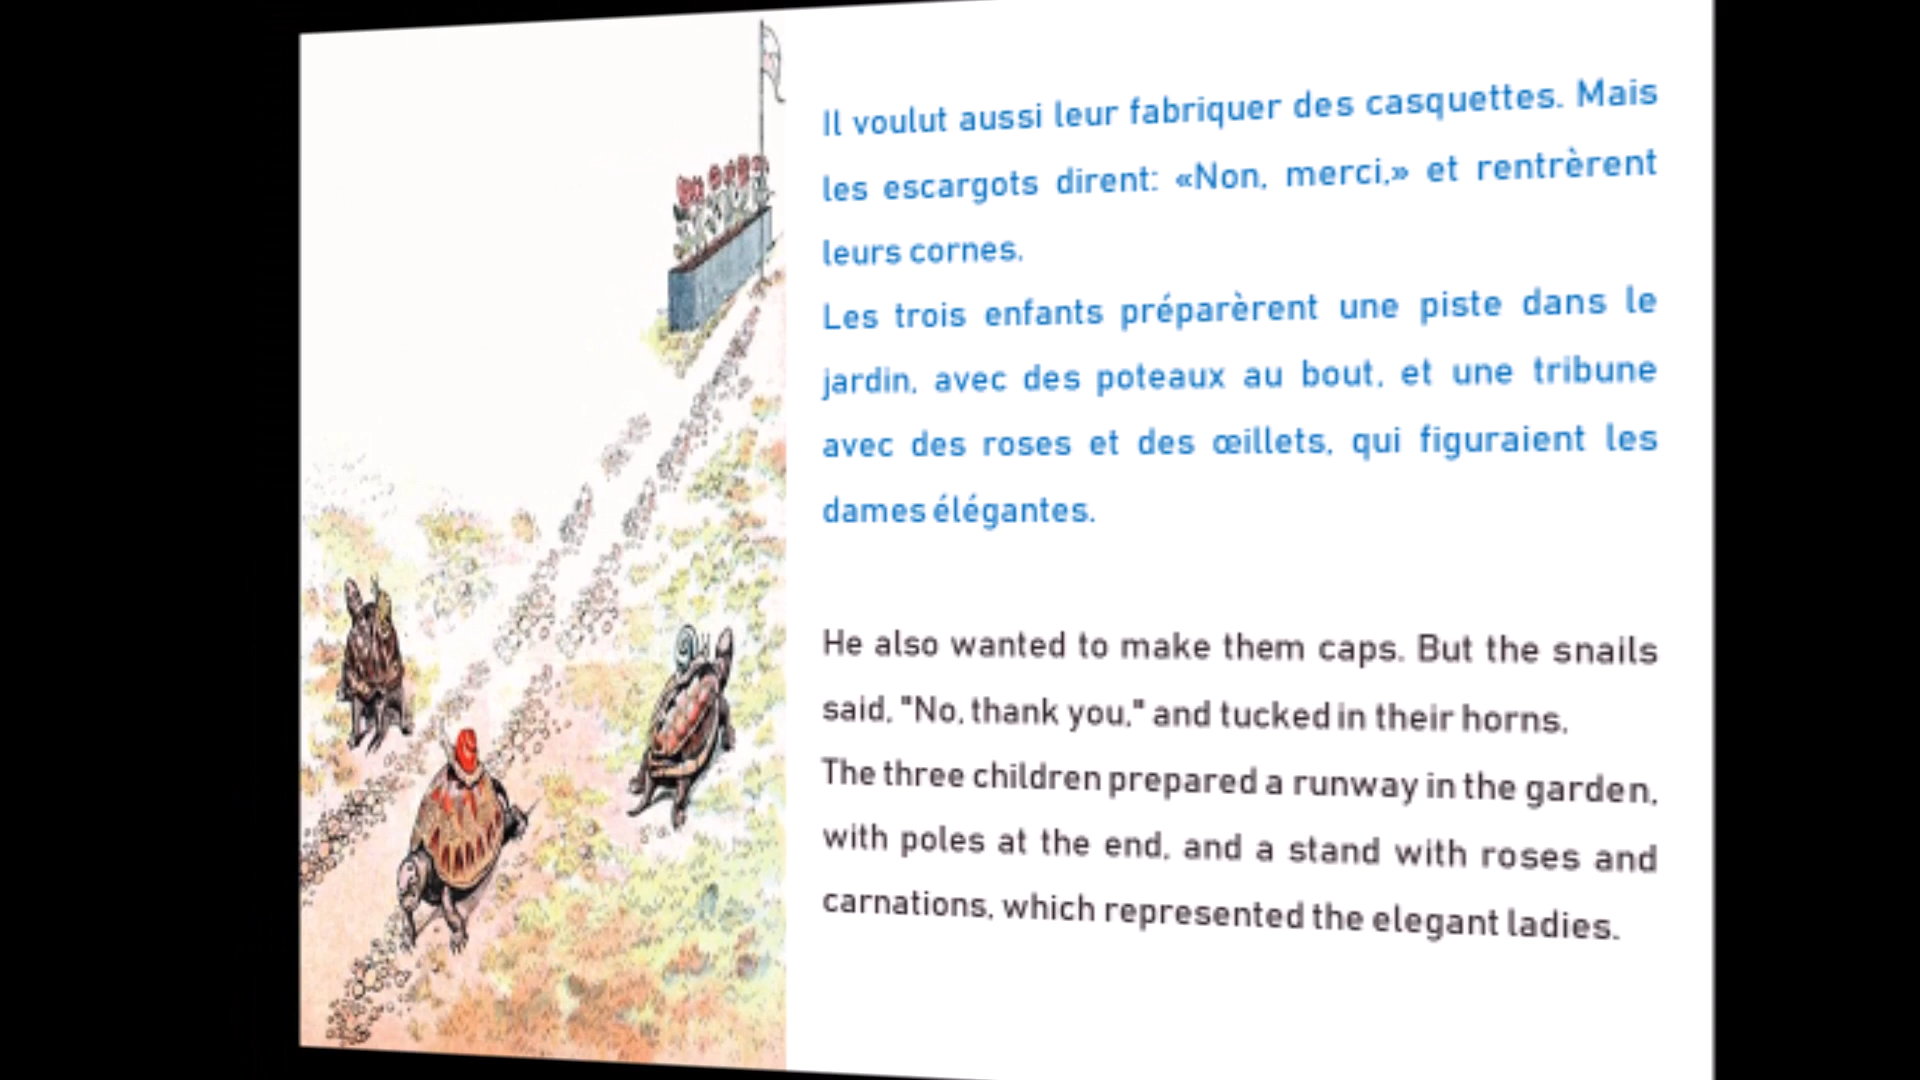 Il voulut aussi leur fabriquer des casquettes. Mais
les escargots dirent: «Non, merci,» et rentrèrent
leurs cornes.
Les trois enfants préparèrent une piste dans le
jardin, avec des poteaux au bout, et une tribune
avec des roses et des œillets, qui figuraient les
dames élégantes.
He also wanted to make them caps. But the snails
said, "No, thank you," and tucked in their horns.
The three children prepared a runway in the garden,
with poles at the end, and a stand with roses and
carnations, which represented the elegant ladies.